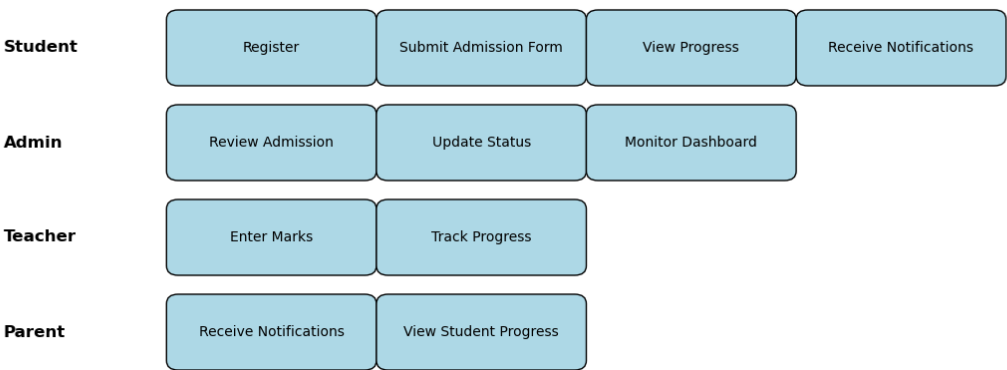 Student
Register
Submit Admission Form
View Progress
Receive Notifications
Admin
Review Admission
Update Status
Monitor Dashboard
Teacher
Enter Marks
Track Progress
Parent
Receive Notifications
View Student Progress